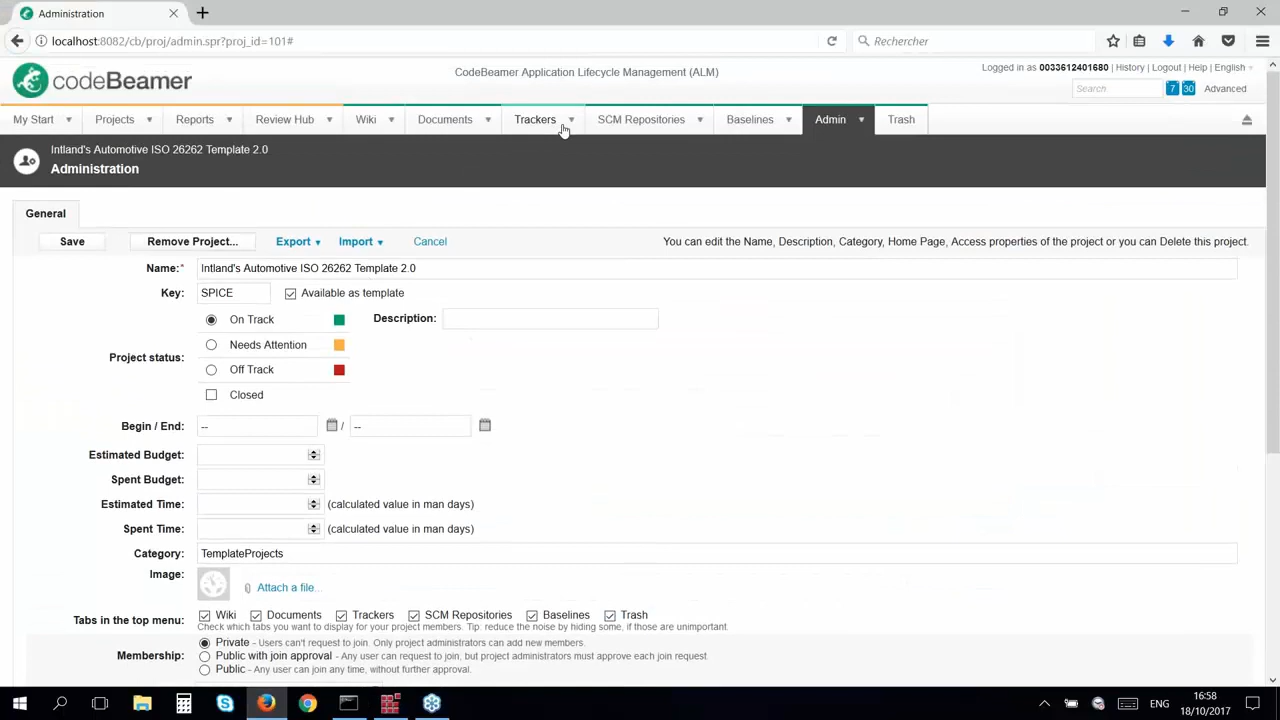 Administration
localhost:8082/cb/proj/admin.spr?proj_id=101#
Rechercher
codeBeamer
CodeBeamer Application Lifecycle Management (ALM)
Logged in as 0033612401680 | History | Logout | Help | English
Search 7 30 Advanced
My Start Projects Reports Review Hub Wiki Documents Trackers SCM Repositories Baselines Admin Trash
Intland's Automotive ISO 26262 Template 2.0
Administration
General
Save Remove Project... Export Import Cancel You can edit the Name, Description, Category, Home Page, Access properties of the project or you can Delete this project.
Name:* Intland's Automotive ISO 26262 Template 2.0
Key: SPICE Available as template
Project status: On Track Description:
Needs Attention
Off Track
Closed
Begin / End: -- / --
Estimated Budget:
Spent Budget:
Estimated Time: (calculated value in man days)
Spent Time: (calculated value in man days)
Category: TemplateProjects
Image: Attach a file...
Tabs in the top menu: Wiki Documents Trackers SCM Repositories Baselines Trash
Check which tabs you want to display for your project members. Tip: reduce the noise by hiding some, if those are unimportant.
Membership: Private - Users can't request to join. Only project administrators can add new members.
Public with join approval - Any user can request to join, but project administrators must approve each join request.
Public - Any user can join any time, without further approval.
ENG
16:58
18/10/2017